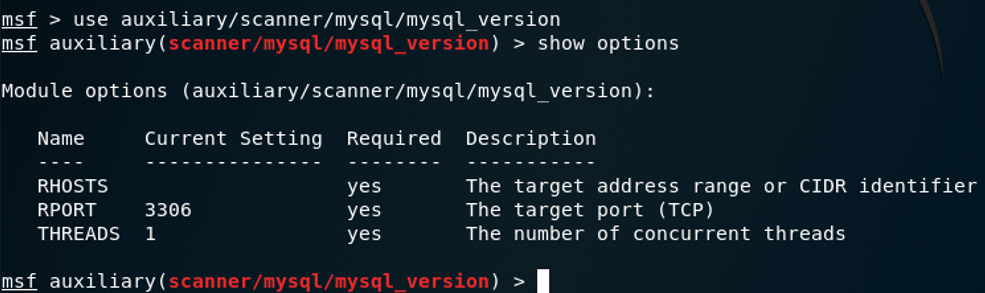 msf > use auxiliary/scanner/mysql/mysql_version
msf auxiliary(scanner/mysql/mysql_version) > show options
Module options (auxiliary/scanner/mysql/mysql_version):
Name     Current Setting  Required  Description
----     ---------------  --------  -----------
RHOSTS                    yes       The target address range or CIDR identifier
RPORT    3306             yes       The target port (TCP)
THREADS  1                yes       The number of concurrent threads
msf auxiliary(scanner/mysql/mysql_version) >